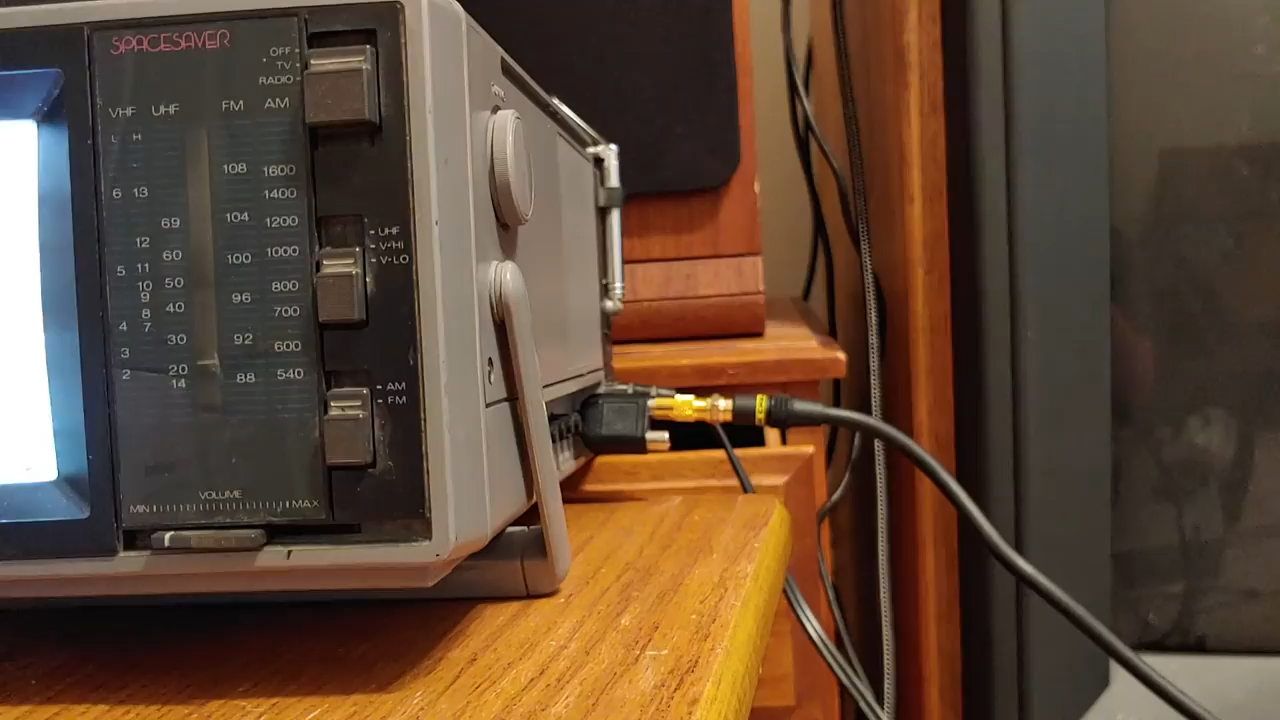 SPACESAVER
OFF
TV
RADIO
VHF UHF FM AM
L H
108 1600
6 13 1400
69 104 1200
12 60 100 1000
5 11
10 50 800
9 40 96 700
8
4 7 30 92 600
3
2 20 88 540
14
UHF
V-HI
V-LO
AM
FM
VOLUME
MIN MAX